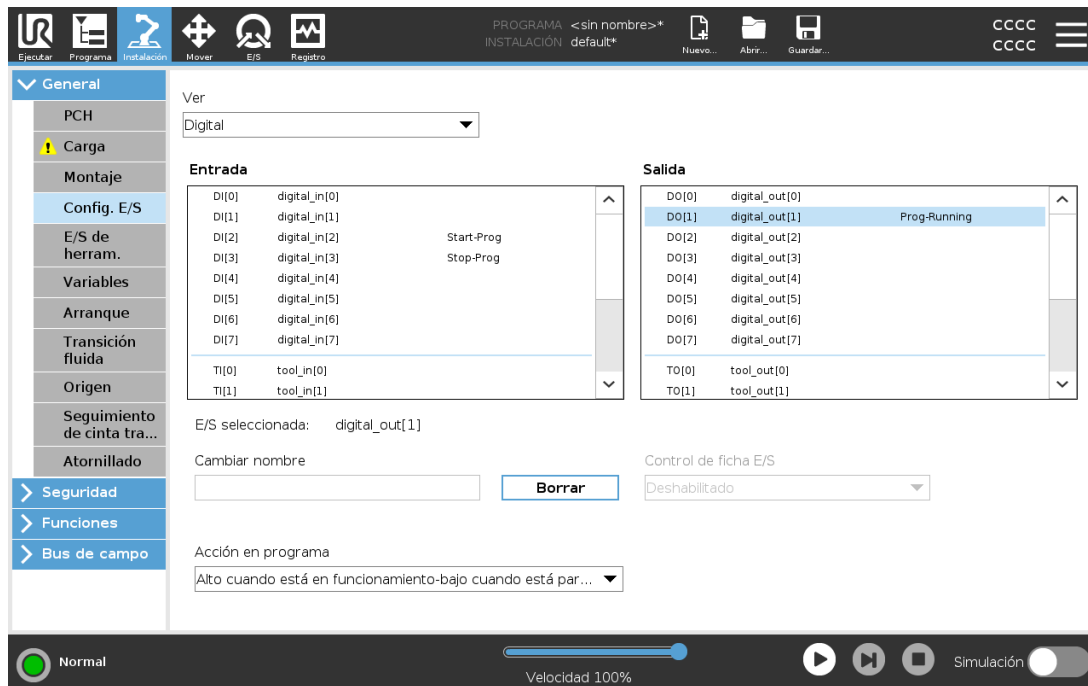 UR
Ejecutar
Programa
Instalación
Mover
E/S
Registro
PROGRAMA <sin nombre>*
INSTALACIÓN default*
Nuevo...
Abrir...
Guardar...
CCCC
CCCC
General
PCH
Carga
Montaje
Config. E/S
E/S de
herram.
Variables
Arranque
Transición
fluida
Origen
Seguimiento
de cinta tra...
Atornillado
Seguridad
Funciones
Bus de campo
Ver
Digital
Entrada
DI[0] digital_in[0]
DI[1] digital_in[1]
DI[2] digital_in[2] Start-Prog
DI[3] digital_in[3] Stop-Prog
DI[4] digital_in[4]
DI[5] digital_in[5]
DI[6] digital_in[6]
DI[7] digital_in[7]
TI[0] tool_in[0]
TI[1] tool_in[1]
Salida
DO[0] digital_out[0]
DO[1] digital_out[1] Prog-Running
DO[2] digital_out[2]
DO[3] digital_out[3]
DO[4] digital_out[4]
DO[5] digital_out[5]
DO[6] digital_out[6]
DO[7] digital_out[7]
TO[0] tool_out[0]
TO[1] tool_out[1]
E/S seleccionada: digital_out[1]
Cambiar nombre
Borrar
Control de ficha E/S
Deshabilitado
Acción en programa
Alto cuando está en funcionamiento-bajo cuando está par...
Normal
Velocidad 100%
Simulación